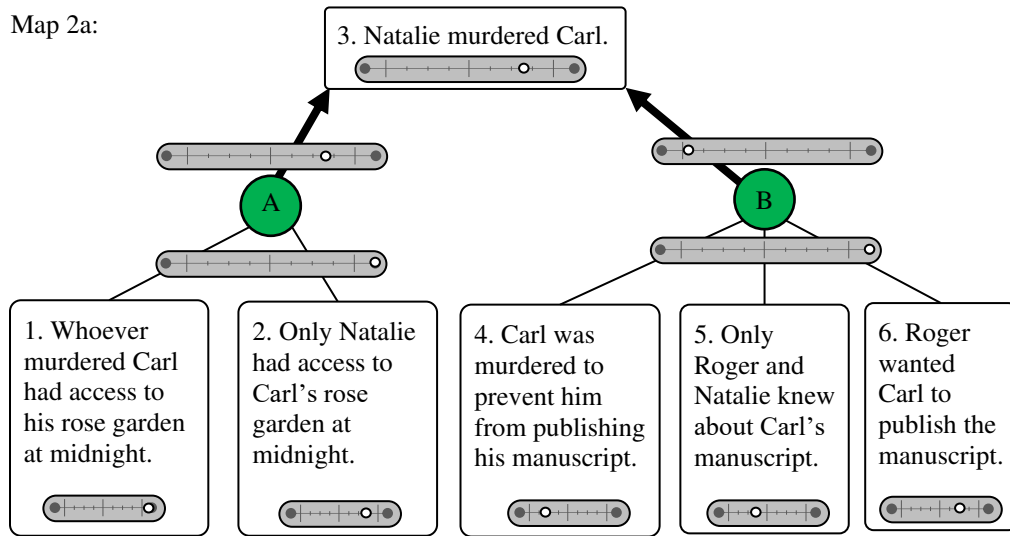 Map 2a:
3. Natalie murdered Carl.
A
B
1. Whoever
murdered Carl
had access to
his rose garden
at midnight.
2. Only Natalie
had access to
Carl’s rose
garden at
midnight.
4. Carl was
murdered to
prevent him
from publishing
his manuscript.
5. Only
Roger and
Natalie knew
about Carl’s
manuscript.
6. Roger
wanted
Carl to
publish the
manuscript.